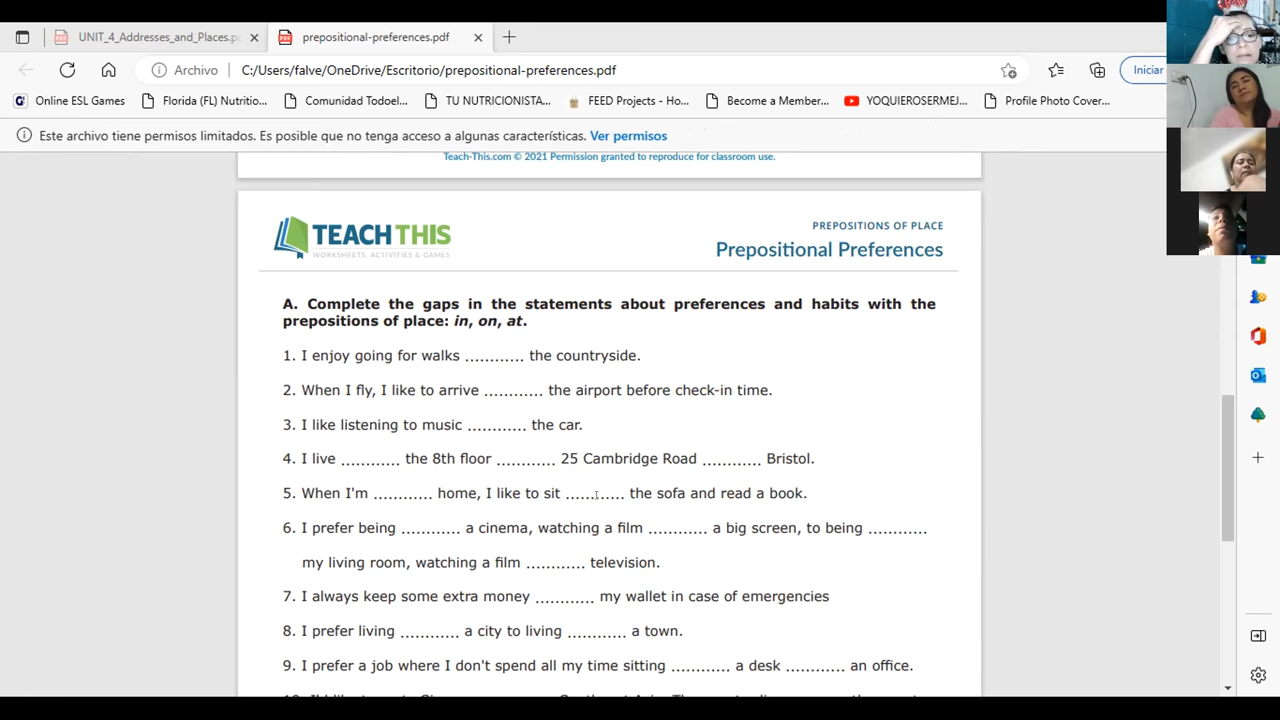 UNIT_4_Addresses_and_Places.p
prepositional-preferences.pdf
Archivo
C:/Users/falve/OneDrive/Escritorio/prepositional-preferences.pdf
Iniciar
Online ESL Games
Florida (FL) Nutritio...
Comunidad Todoel...
TU NUTRICIONISTA...
FEED Projects - Ho...
Become a Member...
YOQUIEROSERMEJ...
Profile Photo Cover...
Este archivo tiene permisos limitados. Es posible que no tenga acceso a algunas características. Ver permisos
Teach-This.com © 2021 Permission granted to reproduce for classroom use.
TEACH THIS
WORKSHEETS, ACTIVITIES & GAMES
PREPOSITIONS OF PLACE
Prepositional Preferences
A. Complete the gaps in the statements about preferences and habits with the
prepositions of place: in, on, at.
1. I enjoy going for walks ............ the countryside.
2. When I fly, I like to arrive ............ the airport before check-in time.
3. I like listening to music ............ the car.
4. I live ............ the 8th floor ............ 25 Cambridge Road ............ Bristol.
5. When I'm ............ home, I like to sit ............ the sofa and read a book.
6. I prefer being ............ a cinema, watching a film ............ a big screen, to being ............
my living room, watching a film ............ television.
7. I always keep some extra money ............ my wallet in case of emergencies
8. I prefer living ............ a city to living ............ a town.
9. I prefer a job where I don't spend all my time sitting ............ a desk ............ an office.